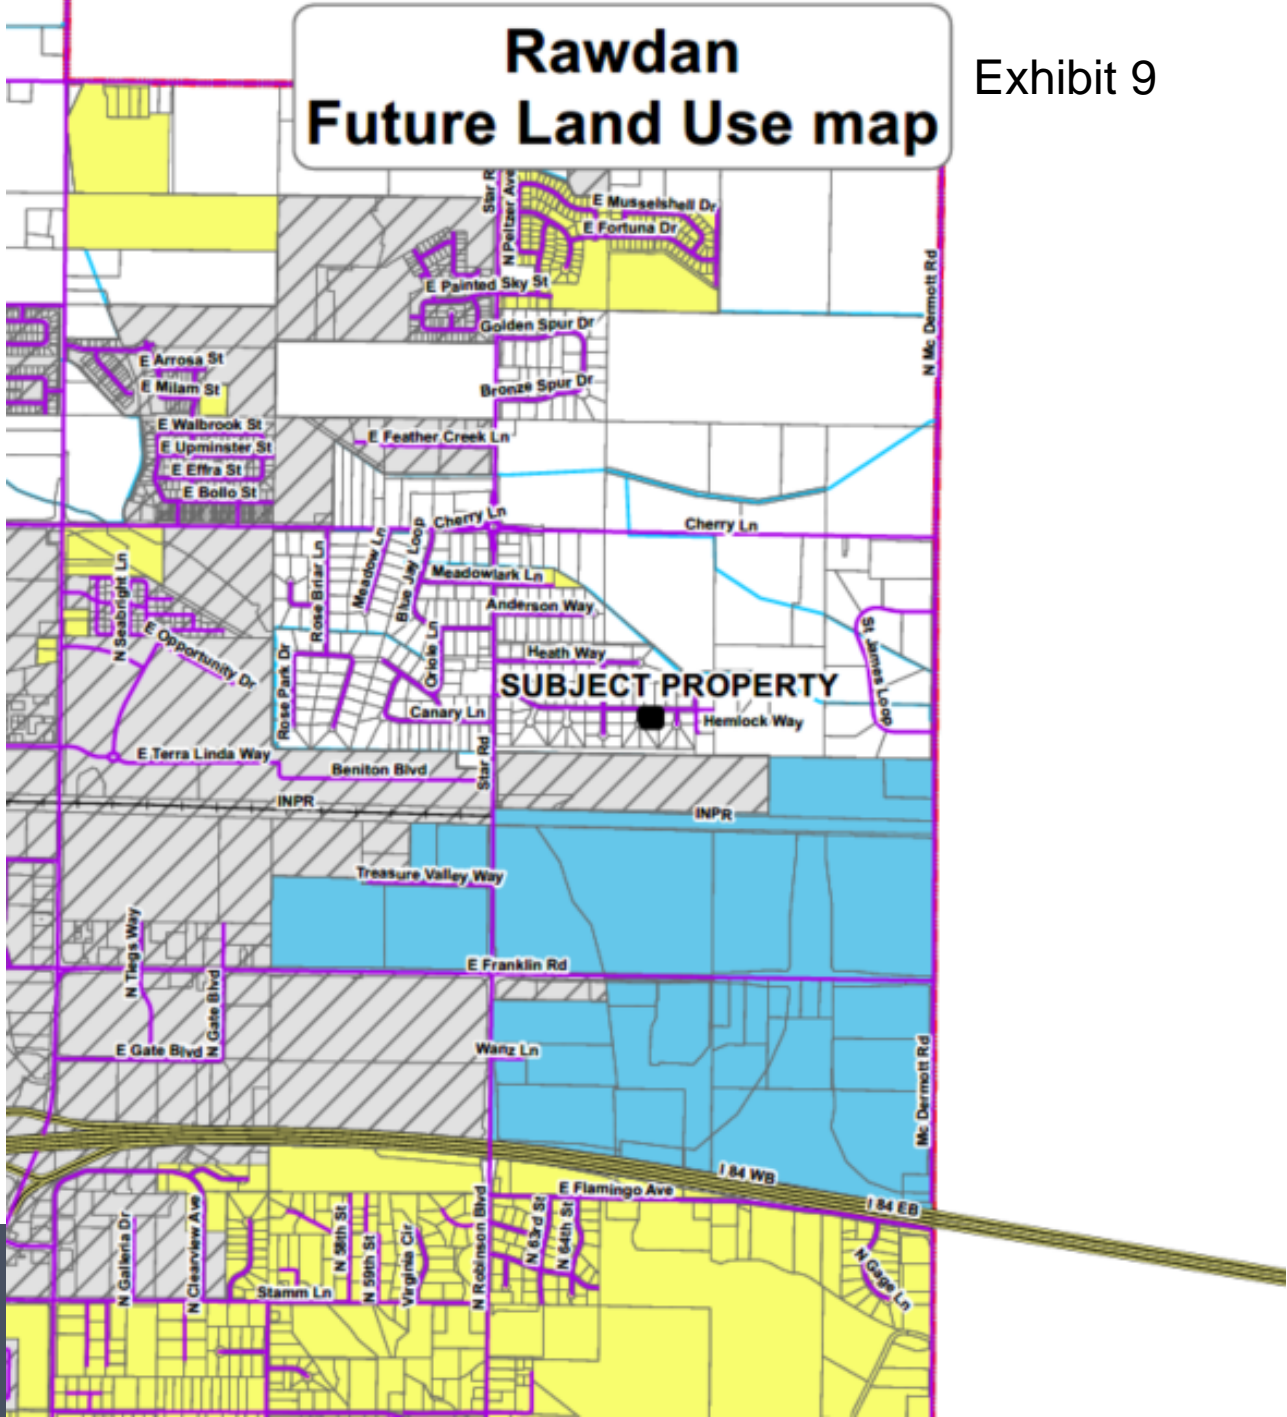 Rawdan
Future Land Use map
Exhibit 9
Star R
N Peltzer Ave
E Musselshell Dr
E Fortuna Dr
N Mc Dermott Rd
E Painted Sky St
Golden Spur Dr
E Arrosa St
E Milam St
Bronze Spur Dr
E Walbrook St
E Feather Creek Ln
E Upminster St
E Effra St
E Bollo St
Cherry Ln
Cherry Ln
N Seabright Ln
Rose Briar Ln
Meadow Ln
Blue Jay Loop
Meadowlark Ln
Anderson Way
E Opportunity Dr
Oriole Ln
Heath Way
St James Loop
Rose Park Dr
SUBJECT PROPERTY
Canary Ln
Hemlock Way
E Terra Linda Way
Beniton Blvd
Star Rd
INPR
INPR
Treasure Valley Way
N Tiegs Way
N Gate Blvd
E Franklin Rd
E Gate Blvd
Wanz Ln
Mc Dermott Rd
I 84 WB
E Flamingo Ave
I 84 EB
N Galleria Dr
N Clearview Ave
N 58th St
N 59th St
Virginia Cir
N Robinson Blvd
N 63rd St
N 64th St
N Gage Ln
Stamm Ln